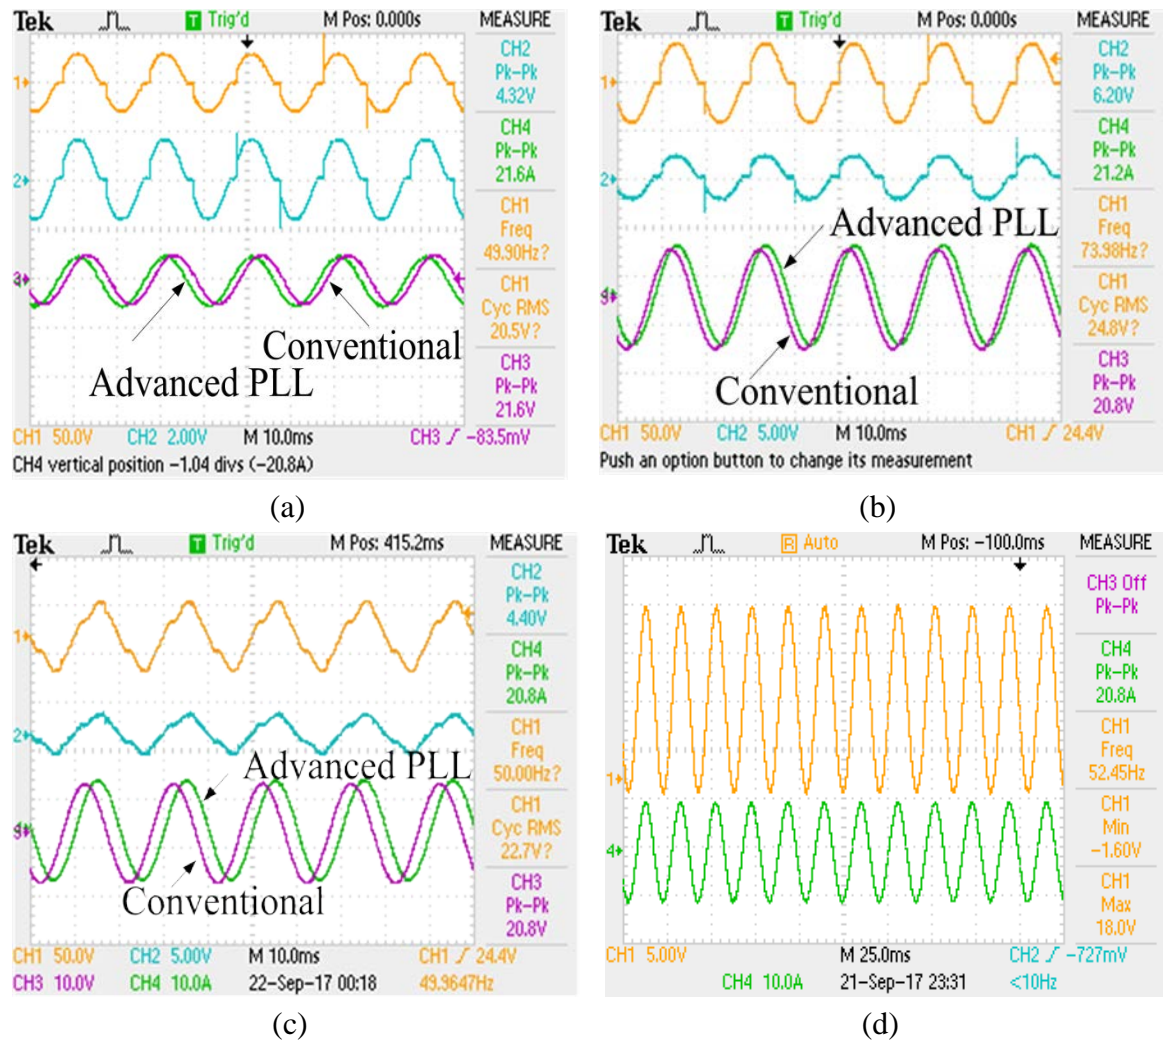 Tek Trig'd M Pos: 0.000s MEASURE
CH2
Pk-Pk
4.32V
CH4
Pk-Pk
21.6A
CH1
Freq
49.90Hz?
CH1
Cyc RMS
20.5V?
CH3
Pk-Pk
21.6V
1
2
3
Conventional
Advanced PLL
CH1 50.0V CH2 2.00V M 10.0ms CH3 -83.5mV
CH4 vertical position -1.04 divs (-20.8A)
(a)
Tek Trig'd M Pos: 0.000s MEASURE
CH2
Pk-Pk
6.20V
CH4
Pk-Pk
21.2A
CH1
Freq
73.98Hz?
CH1
Cyc RMS
24.8V?
CH3
Pk-Pk
20.8V
1
2
Advanced PLL
Conventional
CH1 50.0V CH2 5.00V M 10.0ms CH1 24.4V
Push an option button to change its measurement
(b)
Tek Trig'd M Pos: 415.2ms MEASURE
CH2
Pk-Pk
4.40V
CH4
Pk-Pk
20.8A
CH1
Freq
50.00Hz?
CH1
Cyc RMS
22.7V?
CH3
Pk-Pk
20.8V
1
2
Advanced PLL
Conventional
CH1 50.0V CH2 5.00V M 10.0ms CH1 24.4V
CH3 10.0V CH4 10.0A 22-Sep-17 00:18 49.9647Hz
(c)
Tek R Auto M Pos: -100.0ms MEASURE
CH3 Off
Pk-Pk
CH4
Pk-Pk
20.8A
CH1
Freq
52.45Hz
CH1
Min
-1.60V
CH1
Max
18.0V
1
4
CH1 5.00V M 25.0ms CH2 -727mV
CH4 10.0A 21-Sep-17 23:31 <10Hz
(d)